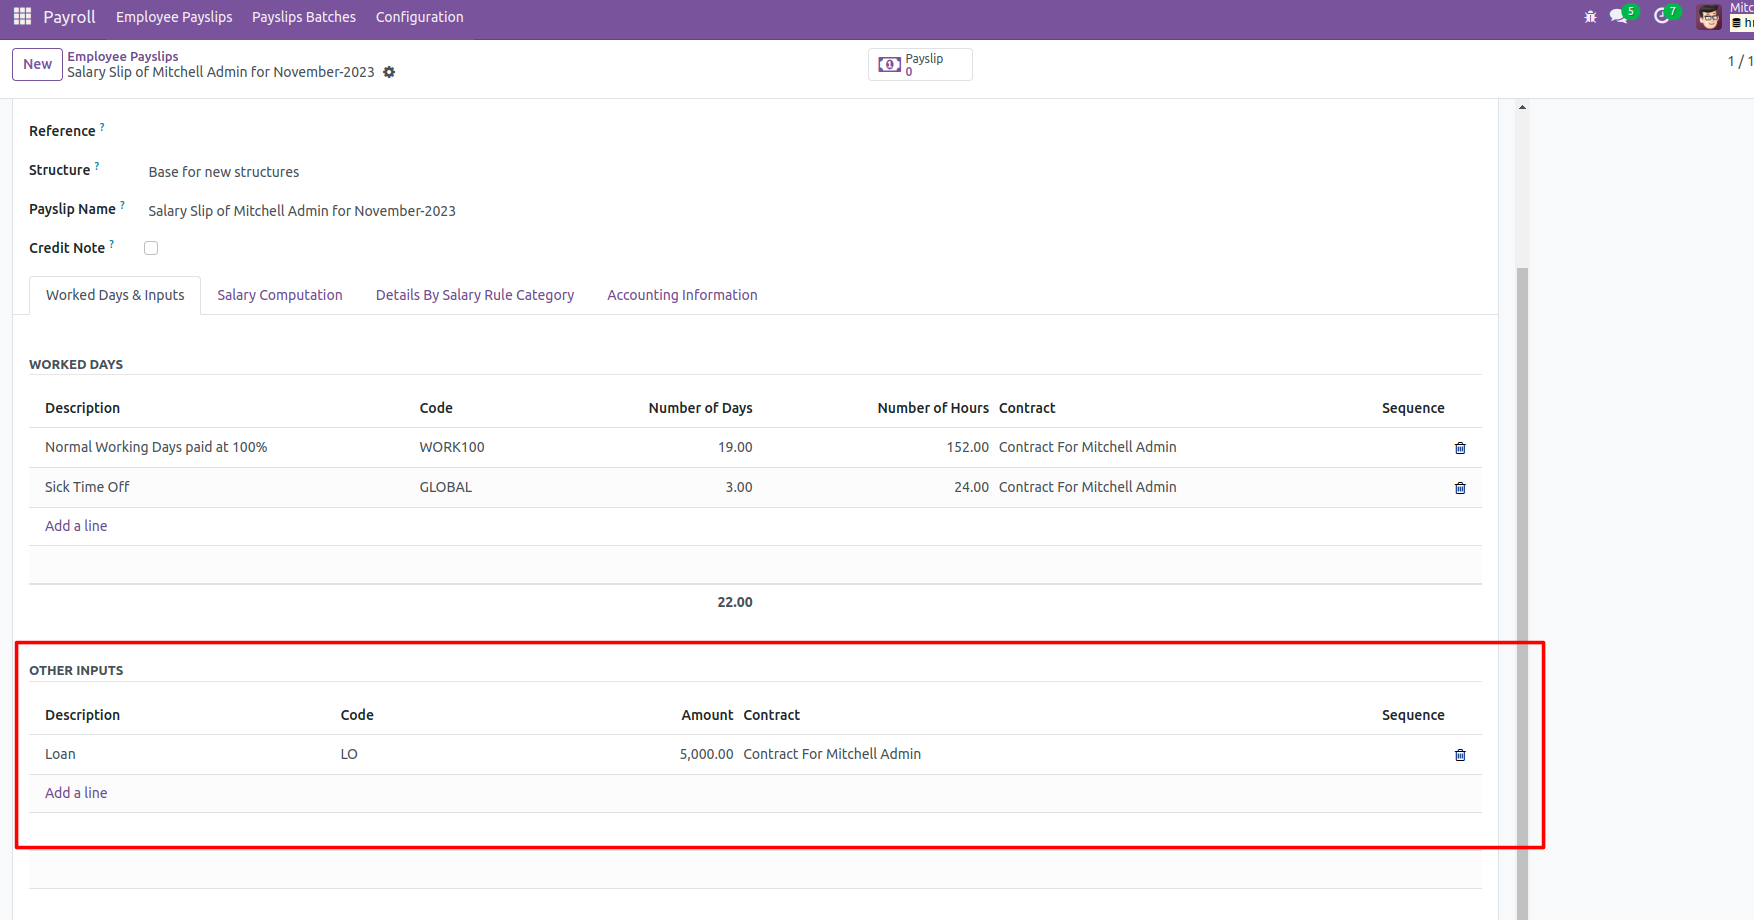 Payroll Employee Payslips Payslips Batches Configuration 5 7 Mitc
New Employee Payslips Payslip
Salary Slip of Mitchell Admin for November-2023 0 1 / 1
Reference ?
Structure ? Base for new structures
Payslip Name ? Salary Slip of Mitchell Admin for November-2023
Credit Note ?
Worked Days & Inputs Salary Computation Details By Salary Rule Category Accounting Information
WORKED DAYS
Description Code Number of Days Number of Hours Contract Sequence
Normal Working Days paid at 100% WORK100 19.00 152.00 Contract For Mitchell Admin
Sick Time Off GLOBAL 3.00 24.00 Contract For Mitchell Admin
Add a line
22.00
OTHER INPUTS
Description Code Amount Contract Sequence
Loan LO 5,000.00 Contract For Mitchell Admin
Add a line